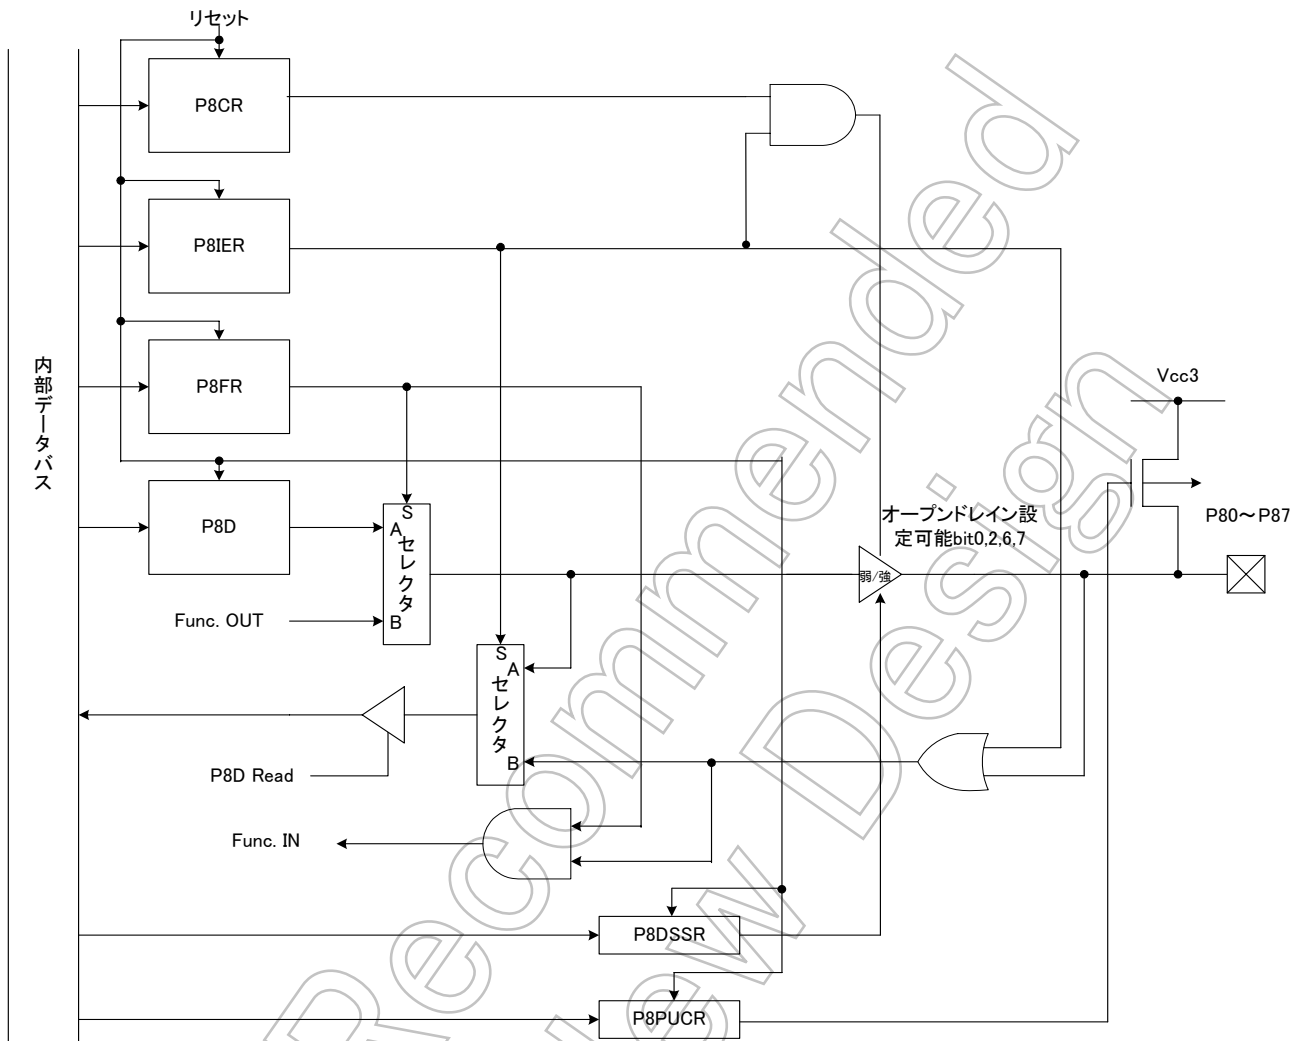 リセット
P8CR
P8IER
P8FR
内部データバス
Vcc3
P8D
S
A
セレクタ
B
オープンドレイン設
定可能bit0,2,6,7
P80～P87
弱/強
Func. OUT
S
A
セレクタ
B
P8D Read
Func. IN
P8DSSR
P8PUCR
Recommended
New Design